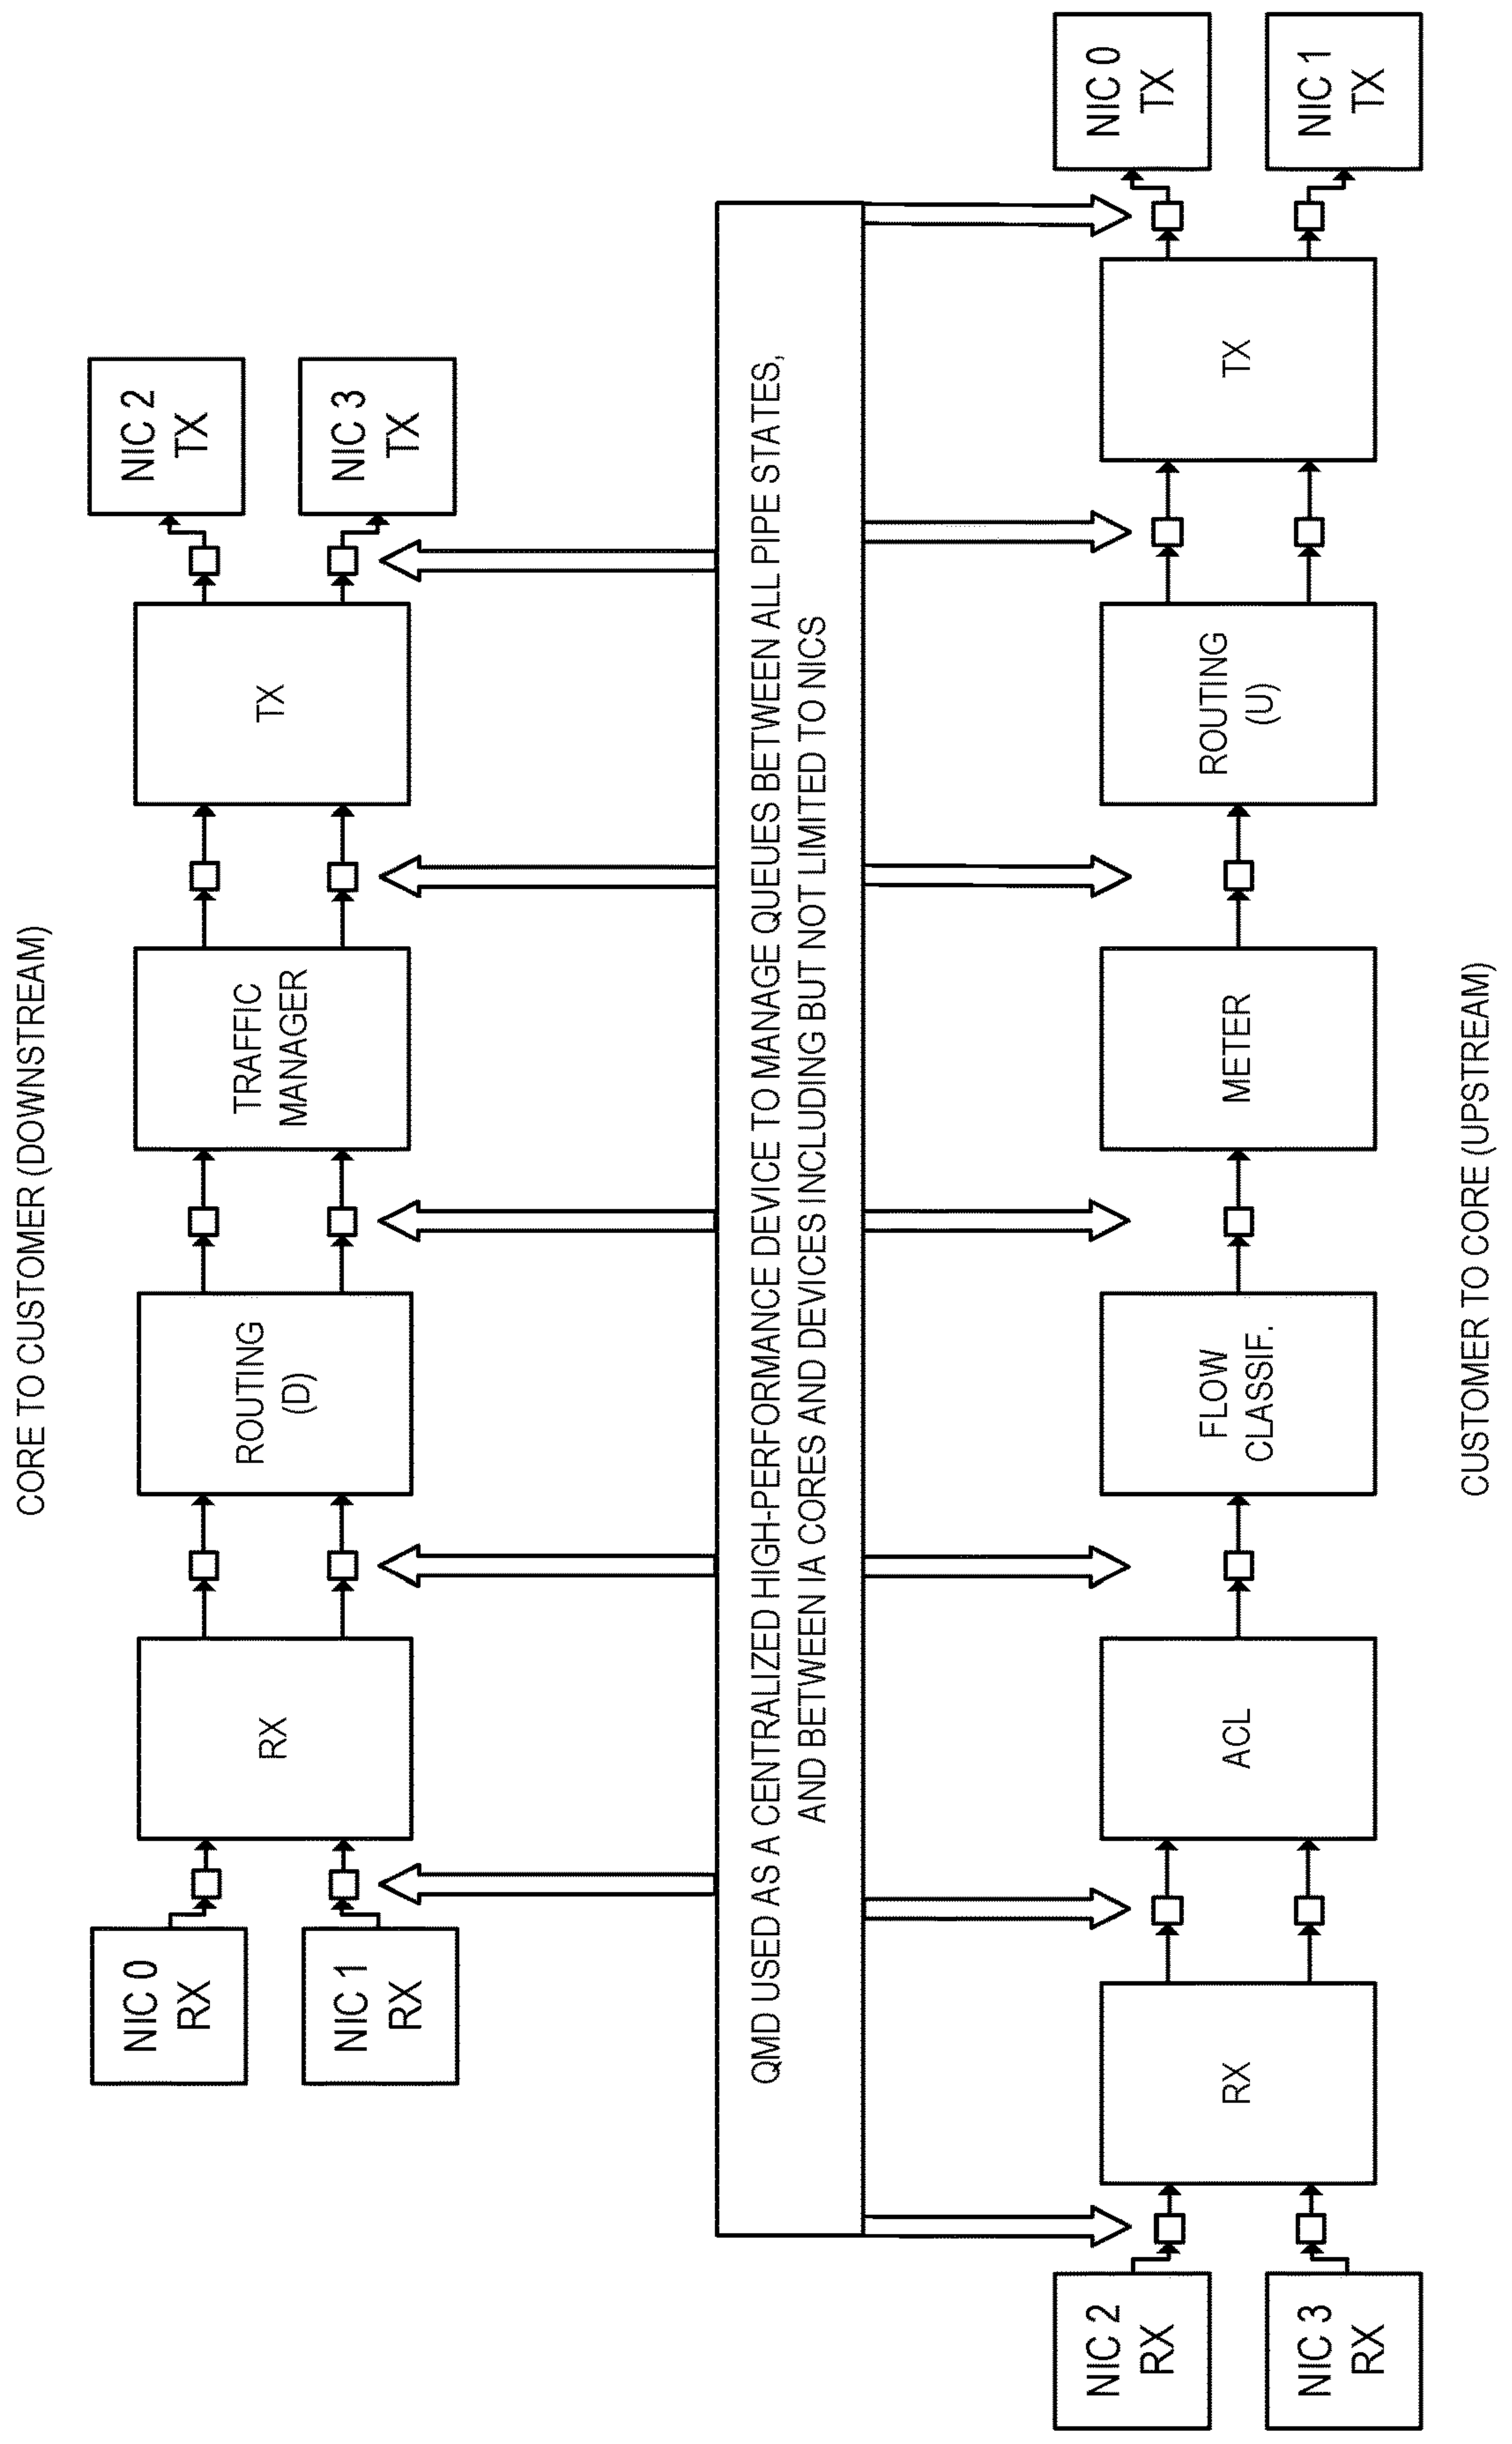 CORE TO CUSTOMER (DOWNSTREAM)
NIC 0
RX
NIC 1
RX
RX
ROUTING
(D)
TRAFFIC
MANAGER
TX
NIC 2
TX
NIC 3
TX
QMD USED AS A CENTRALIZED HIGH-PERFORMANCE DEVICE TO MANAGE QUEUES BETWEEN ALL PIPE STATES,
AND BETWEEN IA CORES AND DEVICES INCLUDING BUT NOT LIMITED TO NICS
NIC 2
RX
NIC 3
RX
RX
ACL
FLOW
CLASSIF.
METER
ROUTING
(U)
TX
NIC 0
TX
NIC 1
TX
CUSTOMER TO CORE (UPSTREAM)